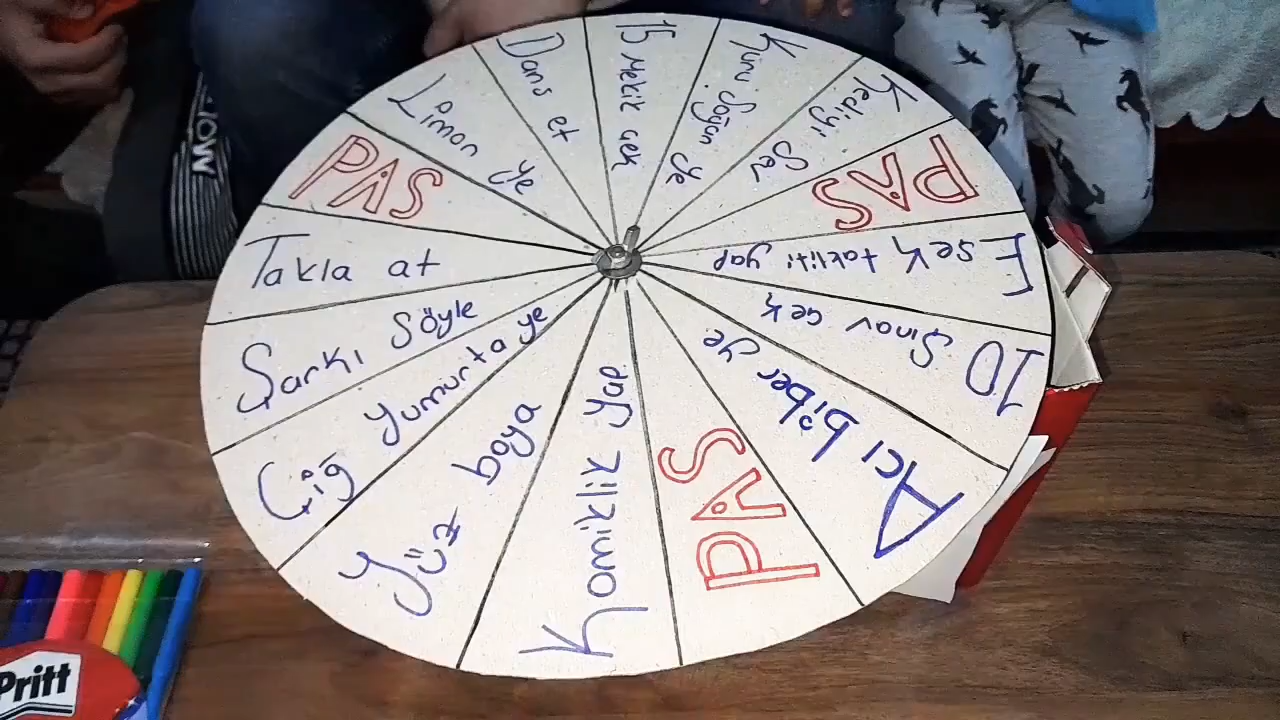 15 Mekik Çek
Kuru Soğan ye
Kediyi Sev
PAS
Eşek taklidi yap
10 Şınav Çek
Acı biber ye
PAS
Komiklik Yap
Yüz boya
Çiğ Yumurta ye
Şarkı Söyle
Takla at
PAS
Limon ye
Dans et
Pritt